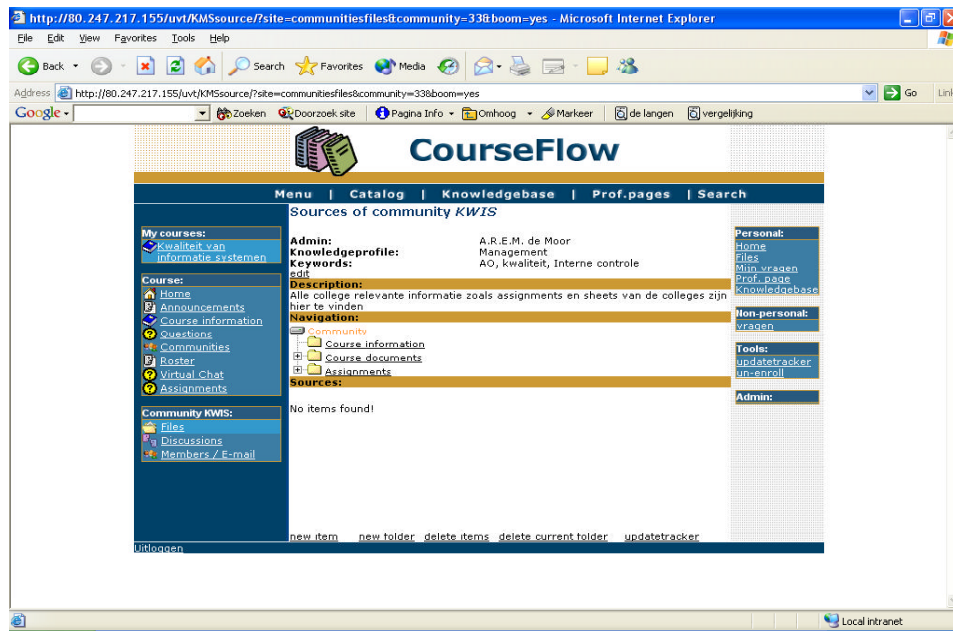 http://80.247.217.155/uvt/KMSsource/?site=communitiesfiles&community=33&boom=yes - Microsoft Internet Explorer
File Edit View Favorites Tools Help
Back Search Favorites Media
Address http://80.247.217.155/uvt/KMSsource/?site=communitiesfiles&community=33&boom=yes Go Link
Google Zoeken Doorzoek site Pagina Info Omhoog Markeer de langen vergelijking
CourseFlow
Menu | Catalog | Knowledgebase | Prof.pages | Search
My courses:
Kwaliteit van
informatie systemen
Course:
Home
Announcements
Course information
Questions
Communities
Roster
Virtual Chat
Assignments
Community KWIS:
Files
Discussions
Members / E-mail
Sources of community KWIS
Admin: A.R.E.M. de Moor
Knowledgeprofile: Management
Keywords: AO, kwaliteit, Interne controle
edit
Description:
Alle college relevante informatie zoals assignments en sheets van de colleges zijn
hier te vinden
Navigation:
Community
Course information
Course documents
Assignments
Sources:
No items found!
new item new folder delete items delete current folder updatetracker
Personal:
Home
Files
Mijn vragen
Prof. page
Knowledgebase
Non-personal:
vragen
Tools:
updatetracker
un-enroll
Admin:
Uitloggen
Local intranet